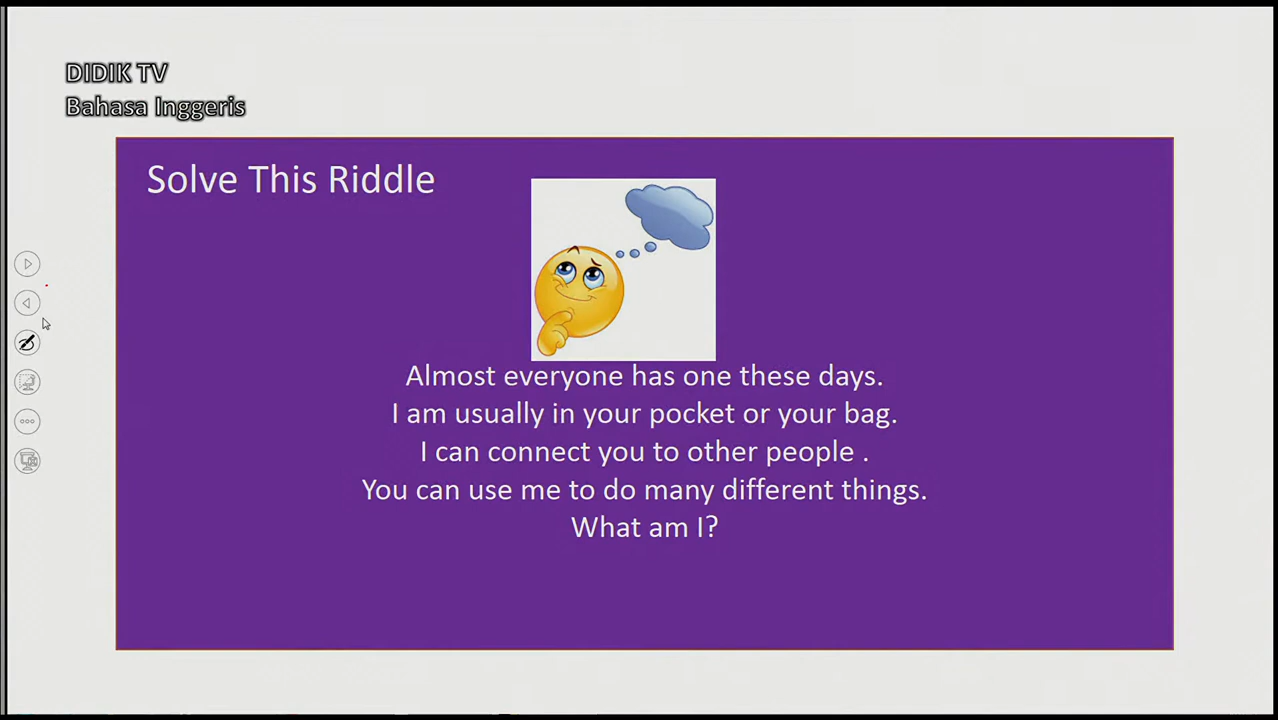 DIDIK TV
Bahasa Inggeris
Solve This Riddle
Almost everyone has one these days.
I am usually in your pocket or your bag.
I can connect you to other people .
You can use me to do many different things.
What am I?